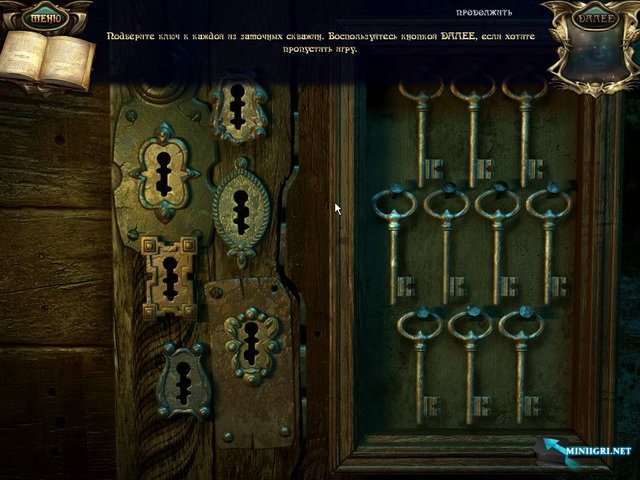 МЕНЮ
ПРОДОЛЖИТЬ
ДАЛЕЕ
Подберите ключ к каждой из замочных скважин. Воспользуйтесь кнопкой ДАЛЕЕ, если хотите
пропустить игру.
MINIIGRI.NET